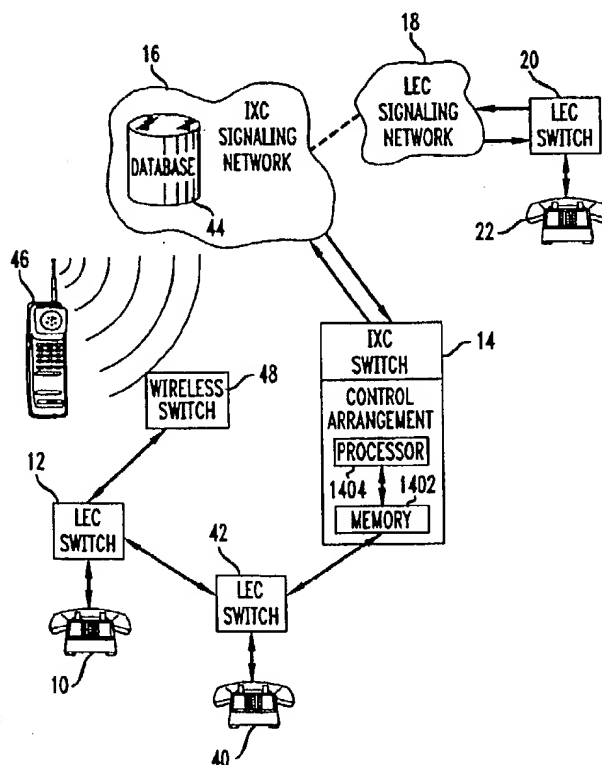 18
20
16
IXC
SIGNALING
NETWORK
DATABASE
44
LEC
SIGNALING
NETWORK
LEC
SWITCH
22
46
IXC
SWITCH
14
CONTROL
ARRANGEMENT
PROCESSOR
1404
1402
MEMORY
WIRELESS
SWITCH
48
12
LEC
SWITCH
42
LEC
SWITCH
10
40